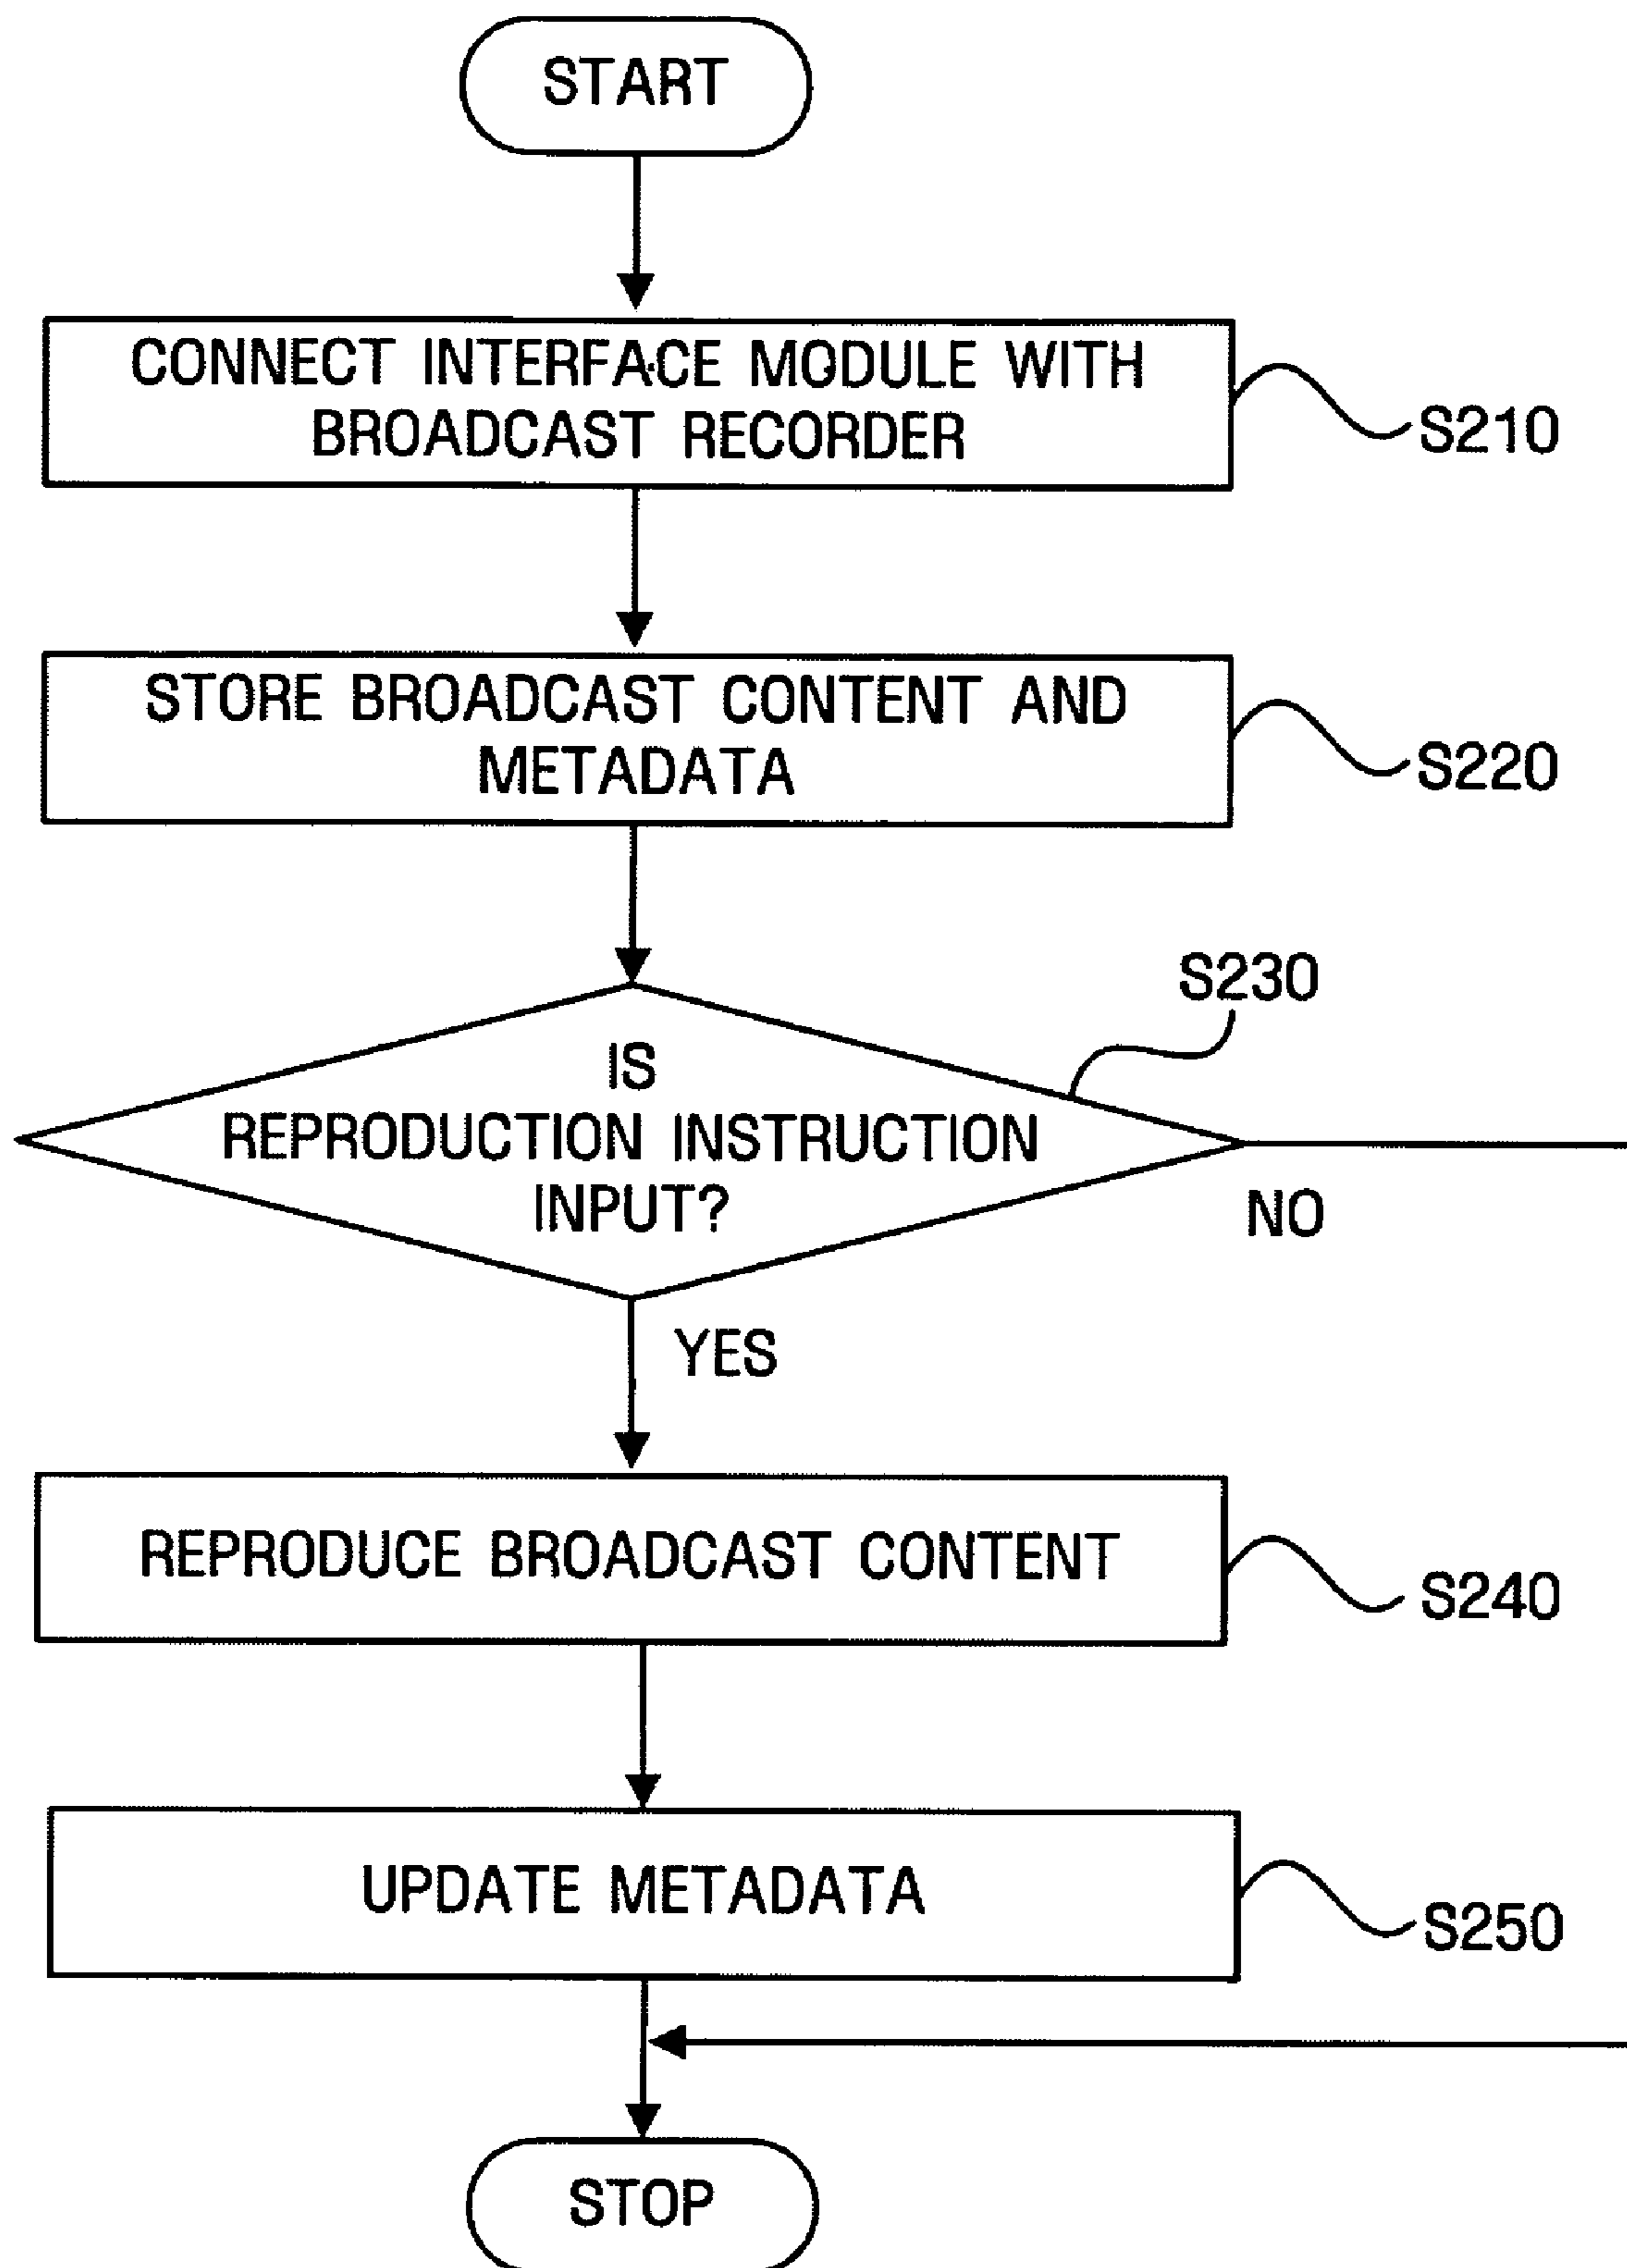 START
CONNECT INTERFACE MODULE WITH
BROADCAST RECORDER
S210
STORE BROADCAST CONTENT AND
METADATA
S220
S230
IS
REPRODUCTION INSTRUCTION
INPUT?
NO
YES
REPRODUCE BROADCAST CONTENT
S240
UPDATE METADATA
S250
STOP